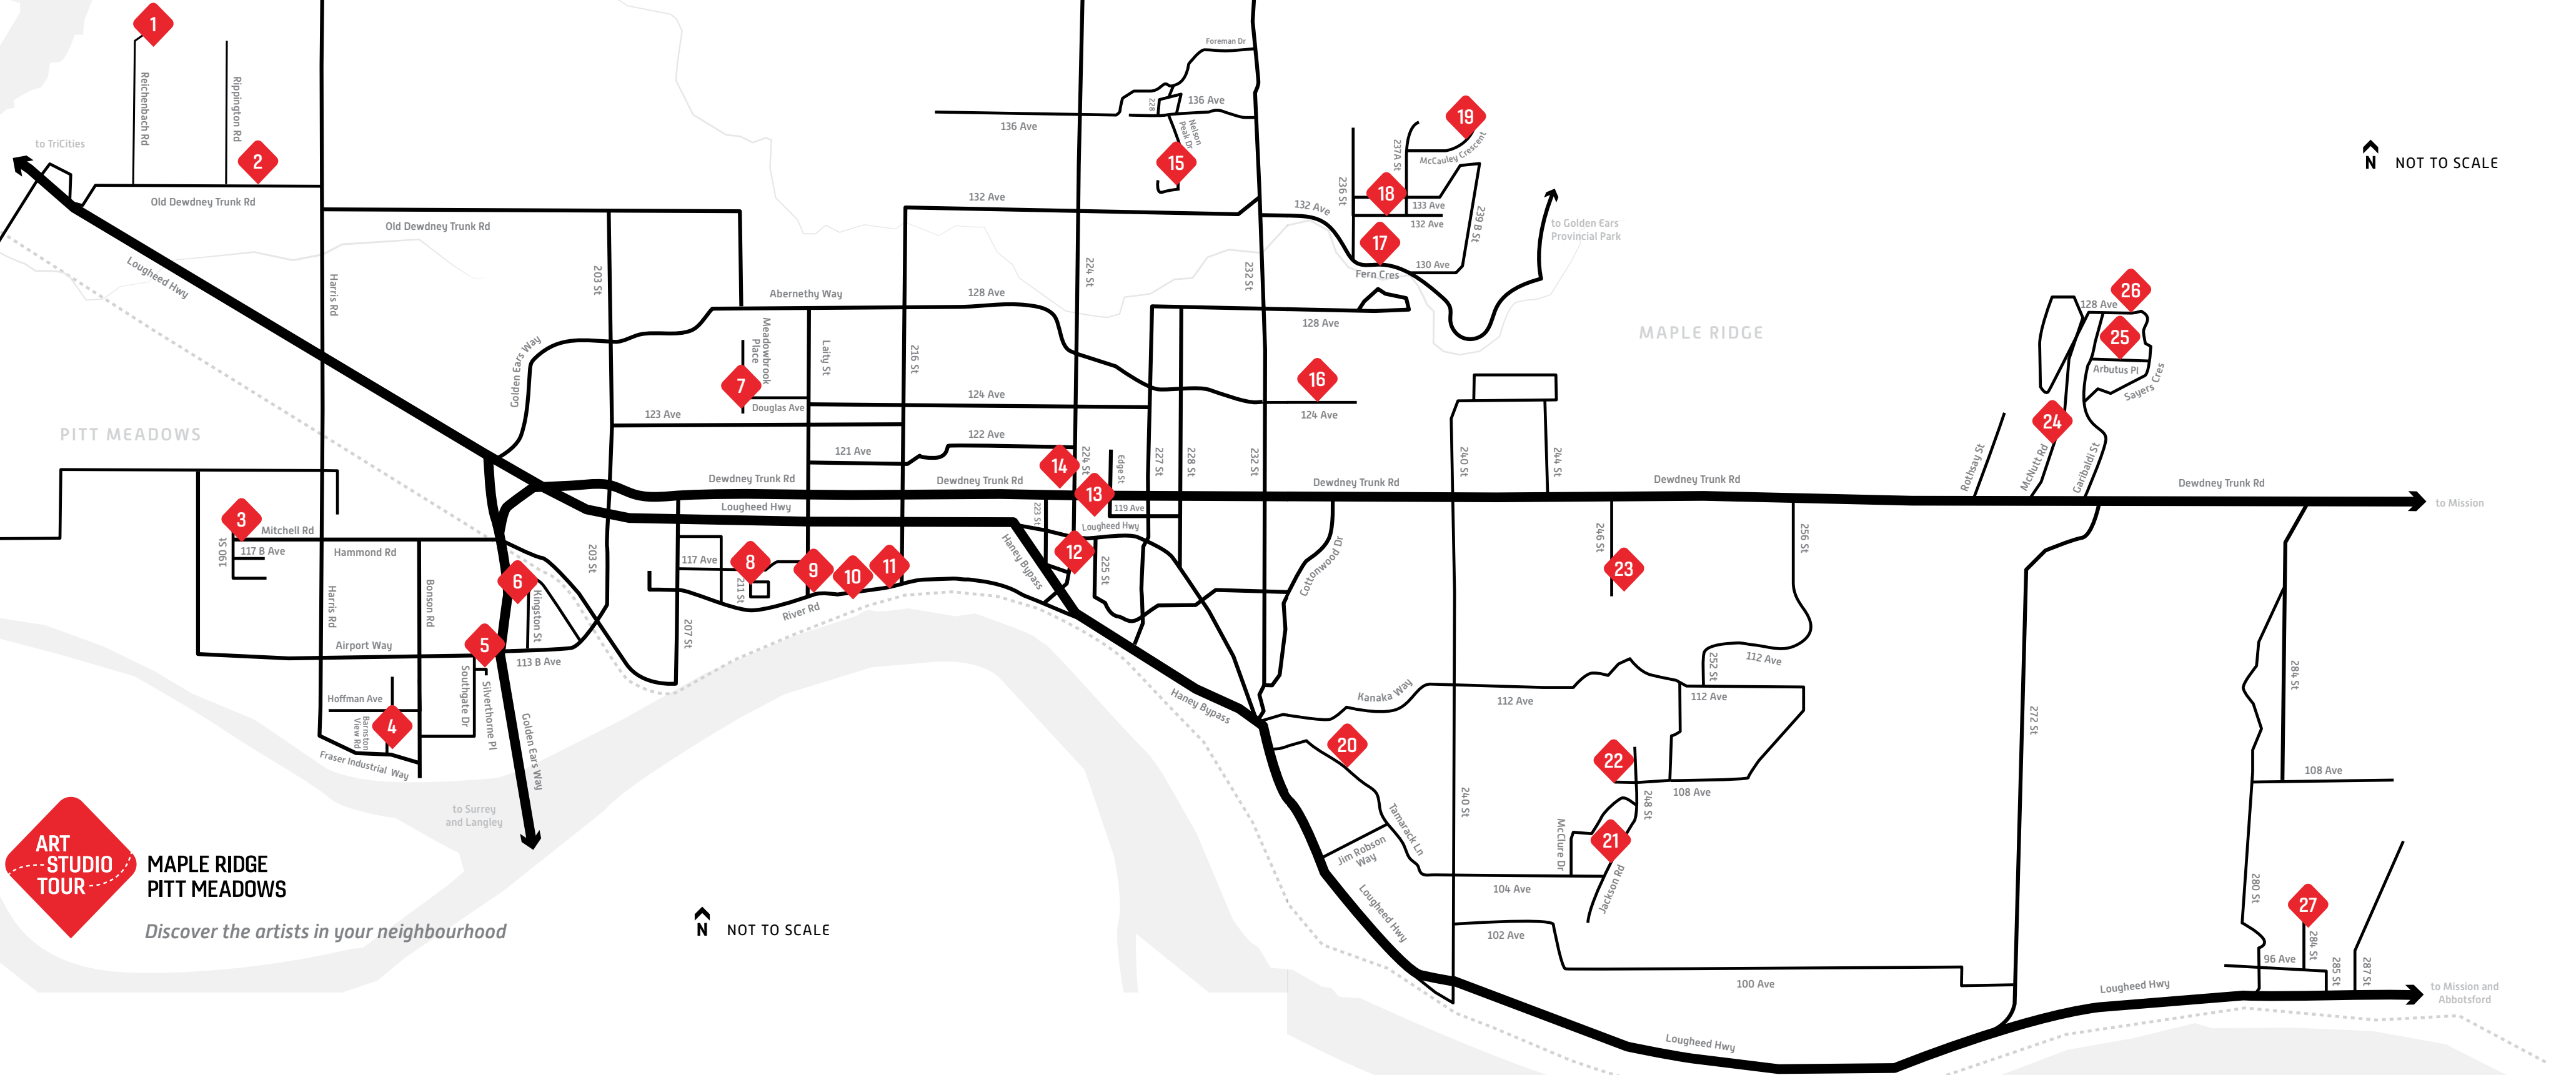 1
Reichenbach Rd
Rippington Rd
to TriCities
2
Old Dewdney Trunk Rd
Lougheed Hwy
Harris Rd
Old Dewdney Trunk Rd
203 St
Golden Ears Way
Abernethy Way
Meadowbrook
Place
7
Douglas Ave
Laity St
123 Ave
216 St
136 Ave
132 Ave
128 Ave
124 Ave
122 Ave
121 Ave
Foreman Dr
228
136 Ave
Nelson
Peak Dr
15
224 St
232 St
132 Ave
236 St
237A St
19
McCauley Crescent
18
133 Ave
132 Ave
239 B St
17
Fern Cres
130 Ave
to Golden Ears
Provincial Park
128 Ave
MAPLE RIDGE
16
124 Ave
N
NOT TO SCALE
26
128 Ave
25
Arbutus Pl
Sayers Cres
24
Rothsay St
McNutt Rd
Garibaldi St
PITT MEADOWS
3
Mitchell Rd
190 St
117 B Ave
Hammond Rd
Harris Rd
Bonson Rd
Airport Way
Hoffman Ave
4
Barnston
View Rd
Fraser Industrial Way
5
6
Kingston St
113 B Ave
Southgate Dr
Silverthorne Pl
Golden Ears Way
to Surrey
and Langley
203 St
Dewdney Trunk Rd
Lougheed Hwy
117 Ave
8
211 St
9
10
11
River Rd
207 St
Dewdney Trunk Rd
14
224 St
Edge St
13
119 Ave
223 St
Lougheed Hwy
12
225 St
Haney Bypass
227 St
228 St
232 St
Dewdney Trunk Rd
Cottonwood Dr
Haney Bypass
240 St
244 St
Dewdney Trunk Rd
246 St
23
256 St
112 Ave
252 St
112 Ave
Dewdney Trunk Rd
to Mission
Kanaka Way
112 Ave
20
22
108 Ave
248 St
21
McClure Dr
Jackson Rd
Tamarack Ln
Jim Robson
Way
104 Ave
240 St
Lougheed Hwy
102 Ave
100 Ave
272 St
284 St
108 Ave
280 St
27
284 St
96 Ave
285 St
287 St
Lougheed Hwy
Lougheed Hwy
to Mission and
Abbotsford
ART
STUDIO
TOUR
MAPLE RIDGE
PITT MEADOWS
Discover the artists in your neighbourhood
N
NOT TO SCALE